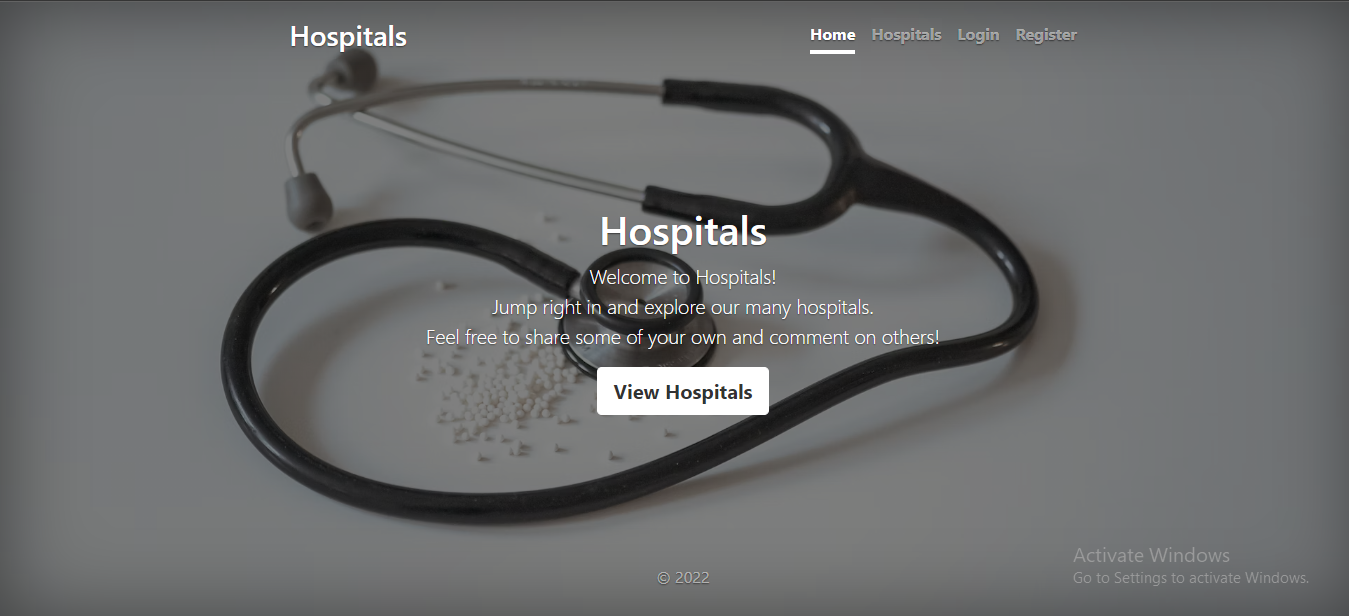 Hospitals
Home Hospitals Login Register
Hospitals
Welcome to Hospitals!
Jump right in and explore our many hospitals.
Feel free to share some of your own and comment on others!
View Hospitals
Activate Windows
Go to Settings to activate Windows.
© 2022